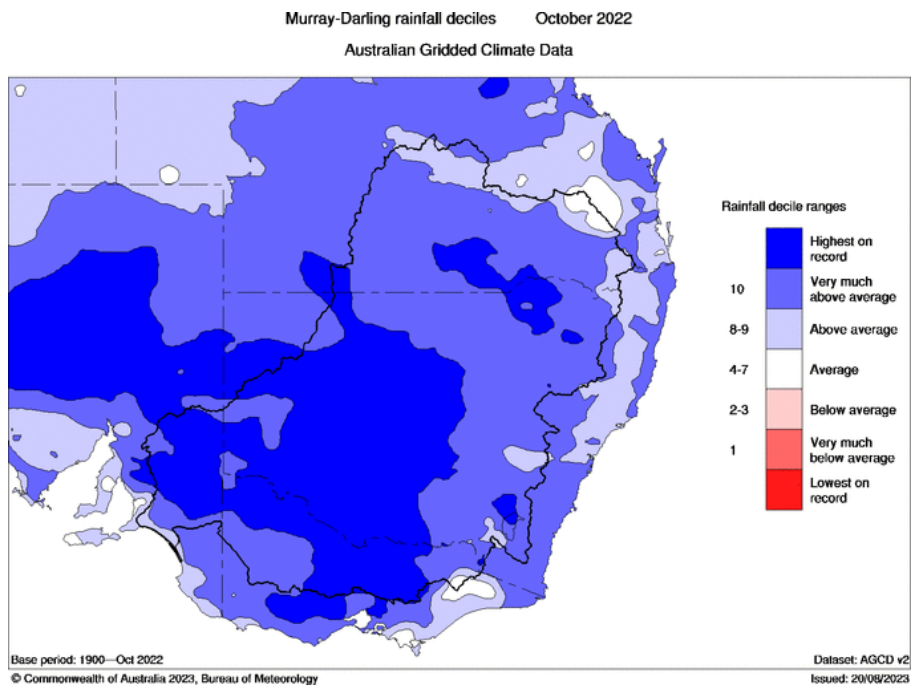 Murray-Darling rainfall deciles October 2022
Australian Gridded Climate Data
Rainfall decile ranges
Highest on
record
10 Very much
above average
8-9 Above average
4-7 Average
2-3 Below average
1 Very much
below average
Lowest on
record
Base period: 1900—Oct 2022 Dataset: AGCD v2
© Commonwealth of Australia 2023, Bureau of Meteorology Issued: 20/08/2023